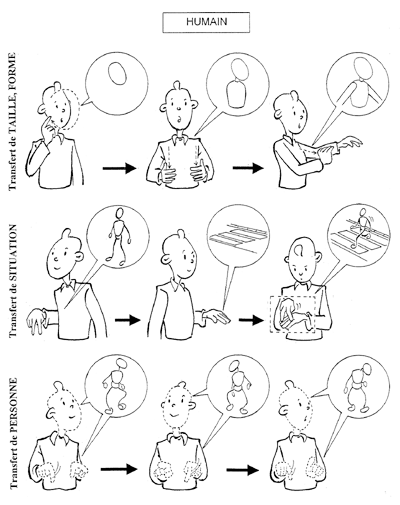 HUMAIN
Transfert de TAILLE, FORME
Transfert de SITUATION
Transfert de PERSONNE